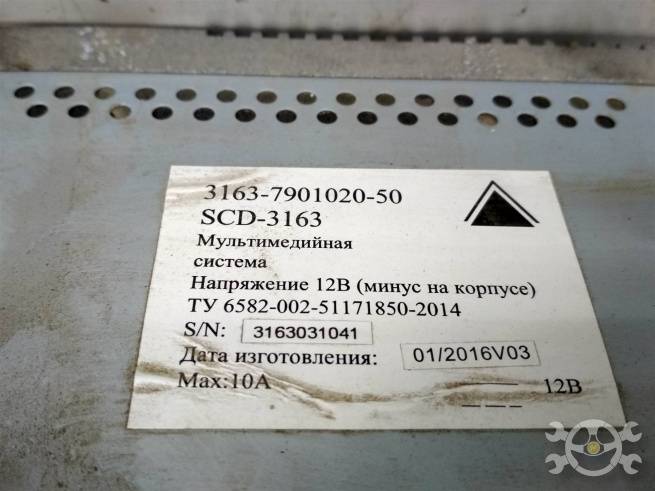 3163-7901020-50
SCD-3163
Мультимедийная
система
Напряжение 12В (минус на корпусе)
ТУ 6582-002-51171850-2014
S/N: 3163031041
Дата изготовления: 01/2016V03
Max:10А 12В